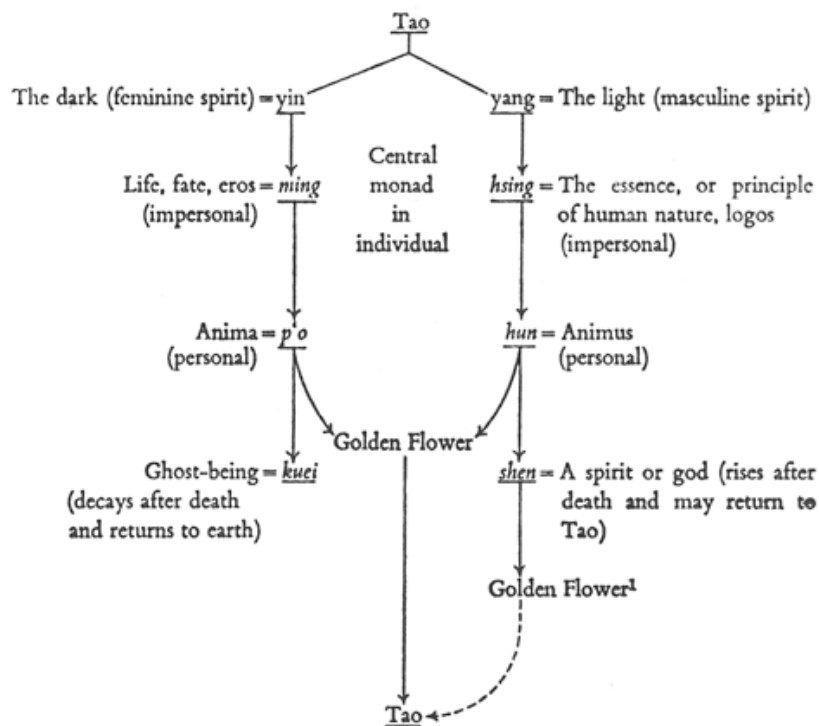 Tao
The dark (feminine spirit) = yin
yang = The light (masculine spirit)
Central
monad
in
individual
Life, fate, eros = ming
(impersonal)
hsing = The essence, or principle
of human nature, logos
(impersonal)
Anima = p'o
(personal)
hun = Animus
(personal)
Golden Flower
Ghost-being = kuei
(decays after death
and returns to earth)
shen = A spirit or god (rises after
death and may return to
Tao)
Golden Flower¹
Tao